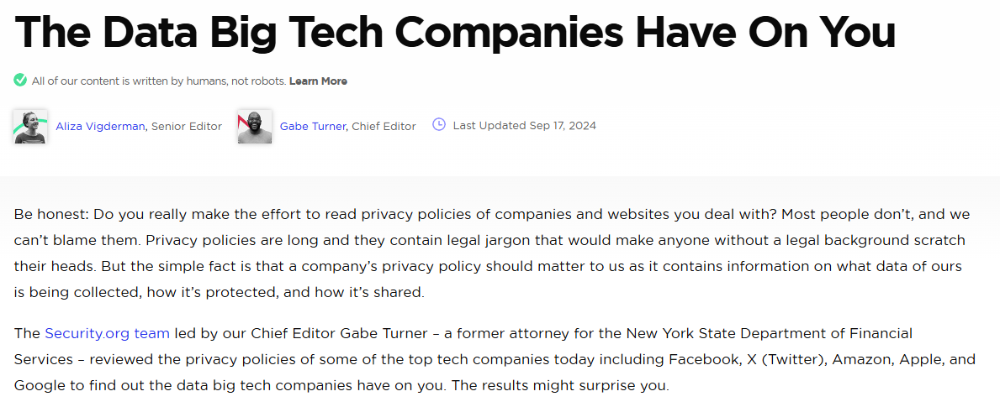 The Data Big Tech Companies Have On You
All of our content is written by humans, not robots. Learn More
Aliza Vigderman, Senior Editor
Gabe Turner, Chief Editor
Last Updated Sep 17, 2024
Be honest: Do you really make the effort to read privacy policies of companies and websites you deal with? Most people don’t, and we
can’t blame them. Privacy policies are long and they contain legal jargon that would make anyone without a legal background scratch
their heads. But the simple fact is that a company’s privacy policy should matter to us as it contains information on what data of ours
is being collected, how it’s protected, and how it’s shared.
The Security.org team led by our Chief Editor Gabe Turner – a former attorney for the New York State Department of Financial
Services – reviewed the privacy policies of some of the top tech companies today including Facebook, X (Twitter), Amazon, Apple, and
Google to find out the data big tech companies have on you. The results might surprise you.